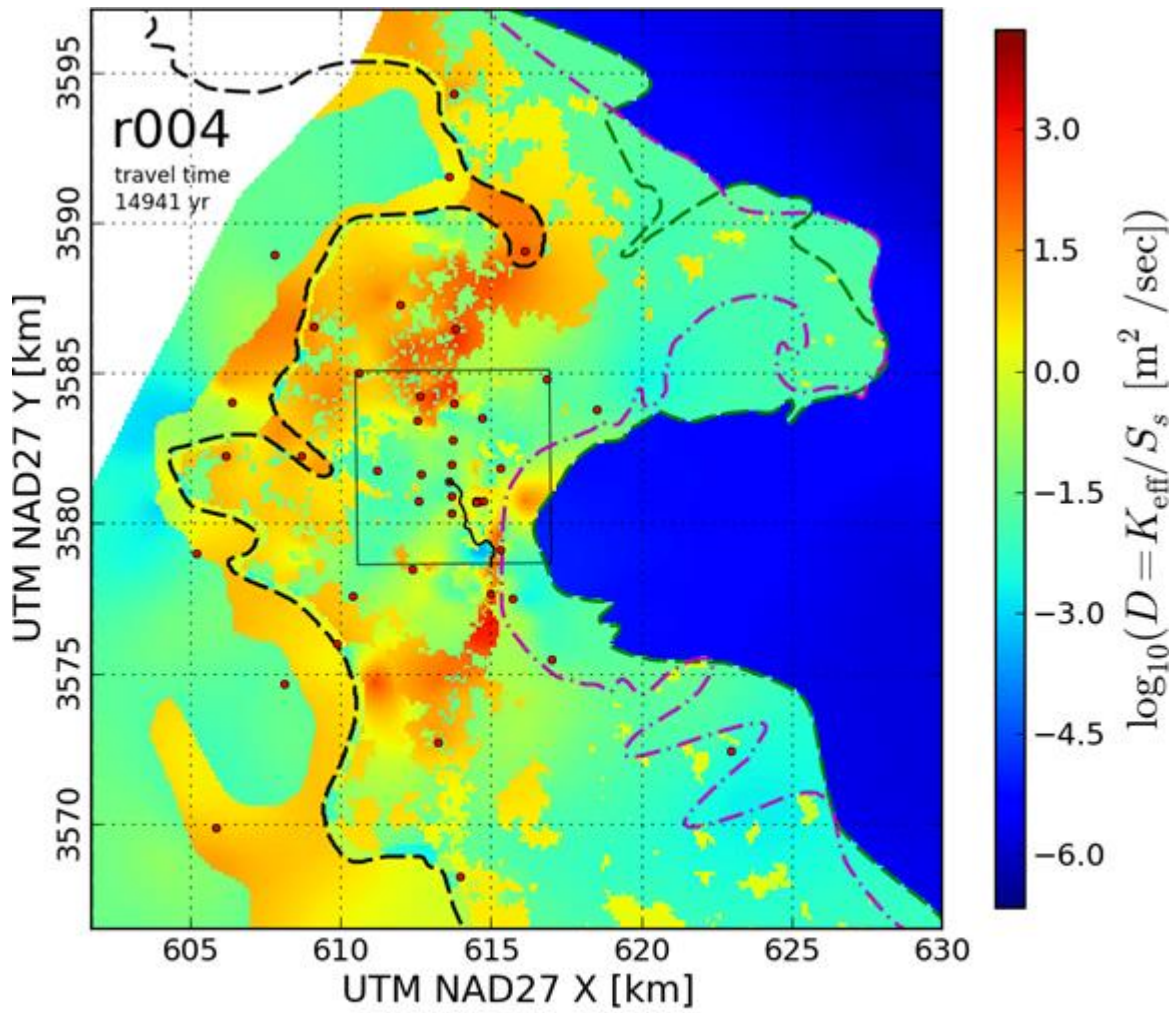 r004
travel time
14941 yr
3595
3590
3585
3580
3575
3570
UTM NAD27 Y [km]
605 610 615 620 625 630
UTM NAD27 X [km]
3.0
1.5
0.0
−1.5
−3.0
−4.5
−6.0
log₁₀(D = K_eff/S_s [m² /sec])